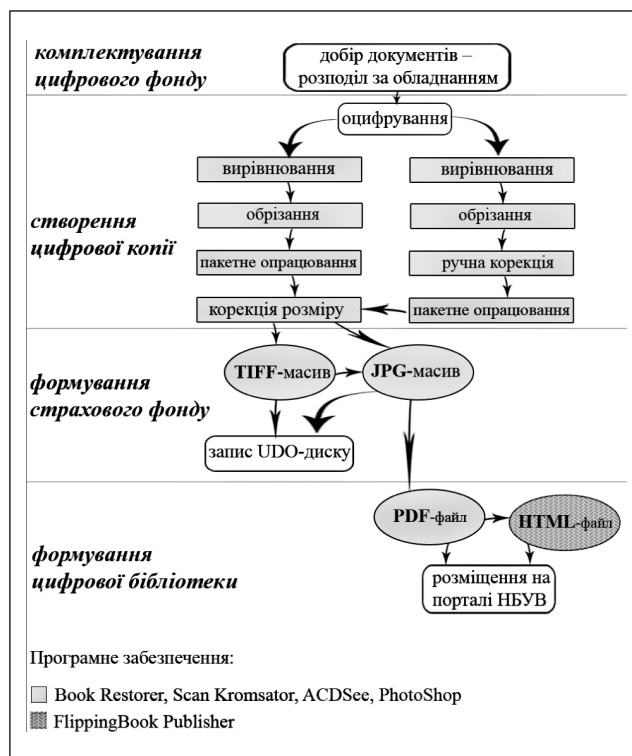 комплектування
цифрового фонду
добір документів –
розподіл за обладнанням
оцифрування
створення
цифрової копії
вирівнювання
вирівнювання
обрізання
обрізання
пакетне опрацювання
ручна корекція
корекція розміру
пакетне опрацювання
формування
страхового фонду
TIFF-масив
JPG-масив
запис UDO-диску
формування
цифрової бібліотеки
PDF-файл
HTML-файл
розміщення на
порталі НБУВ
Програмне забезпечення:
Book Restorer, Scan Kromsator, ACDSee, PhotoShop
FlippingBook Publisher